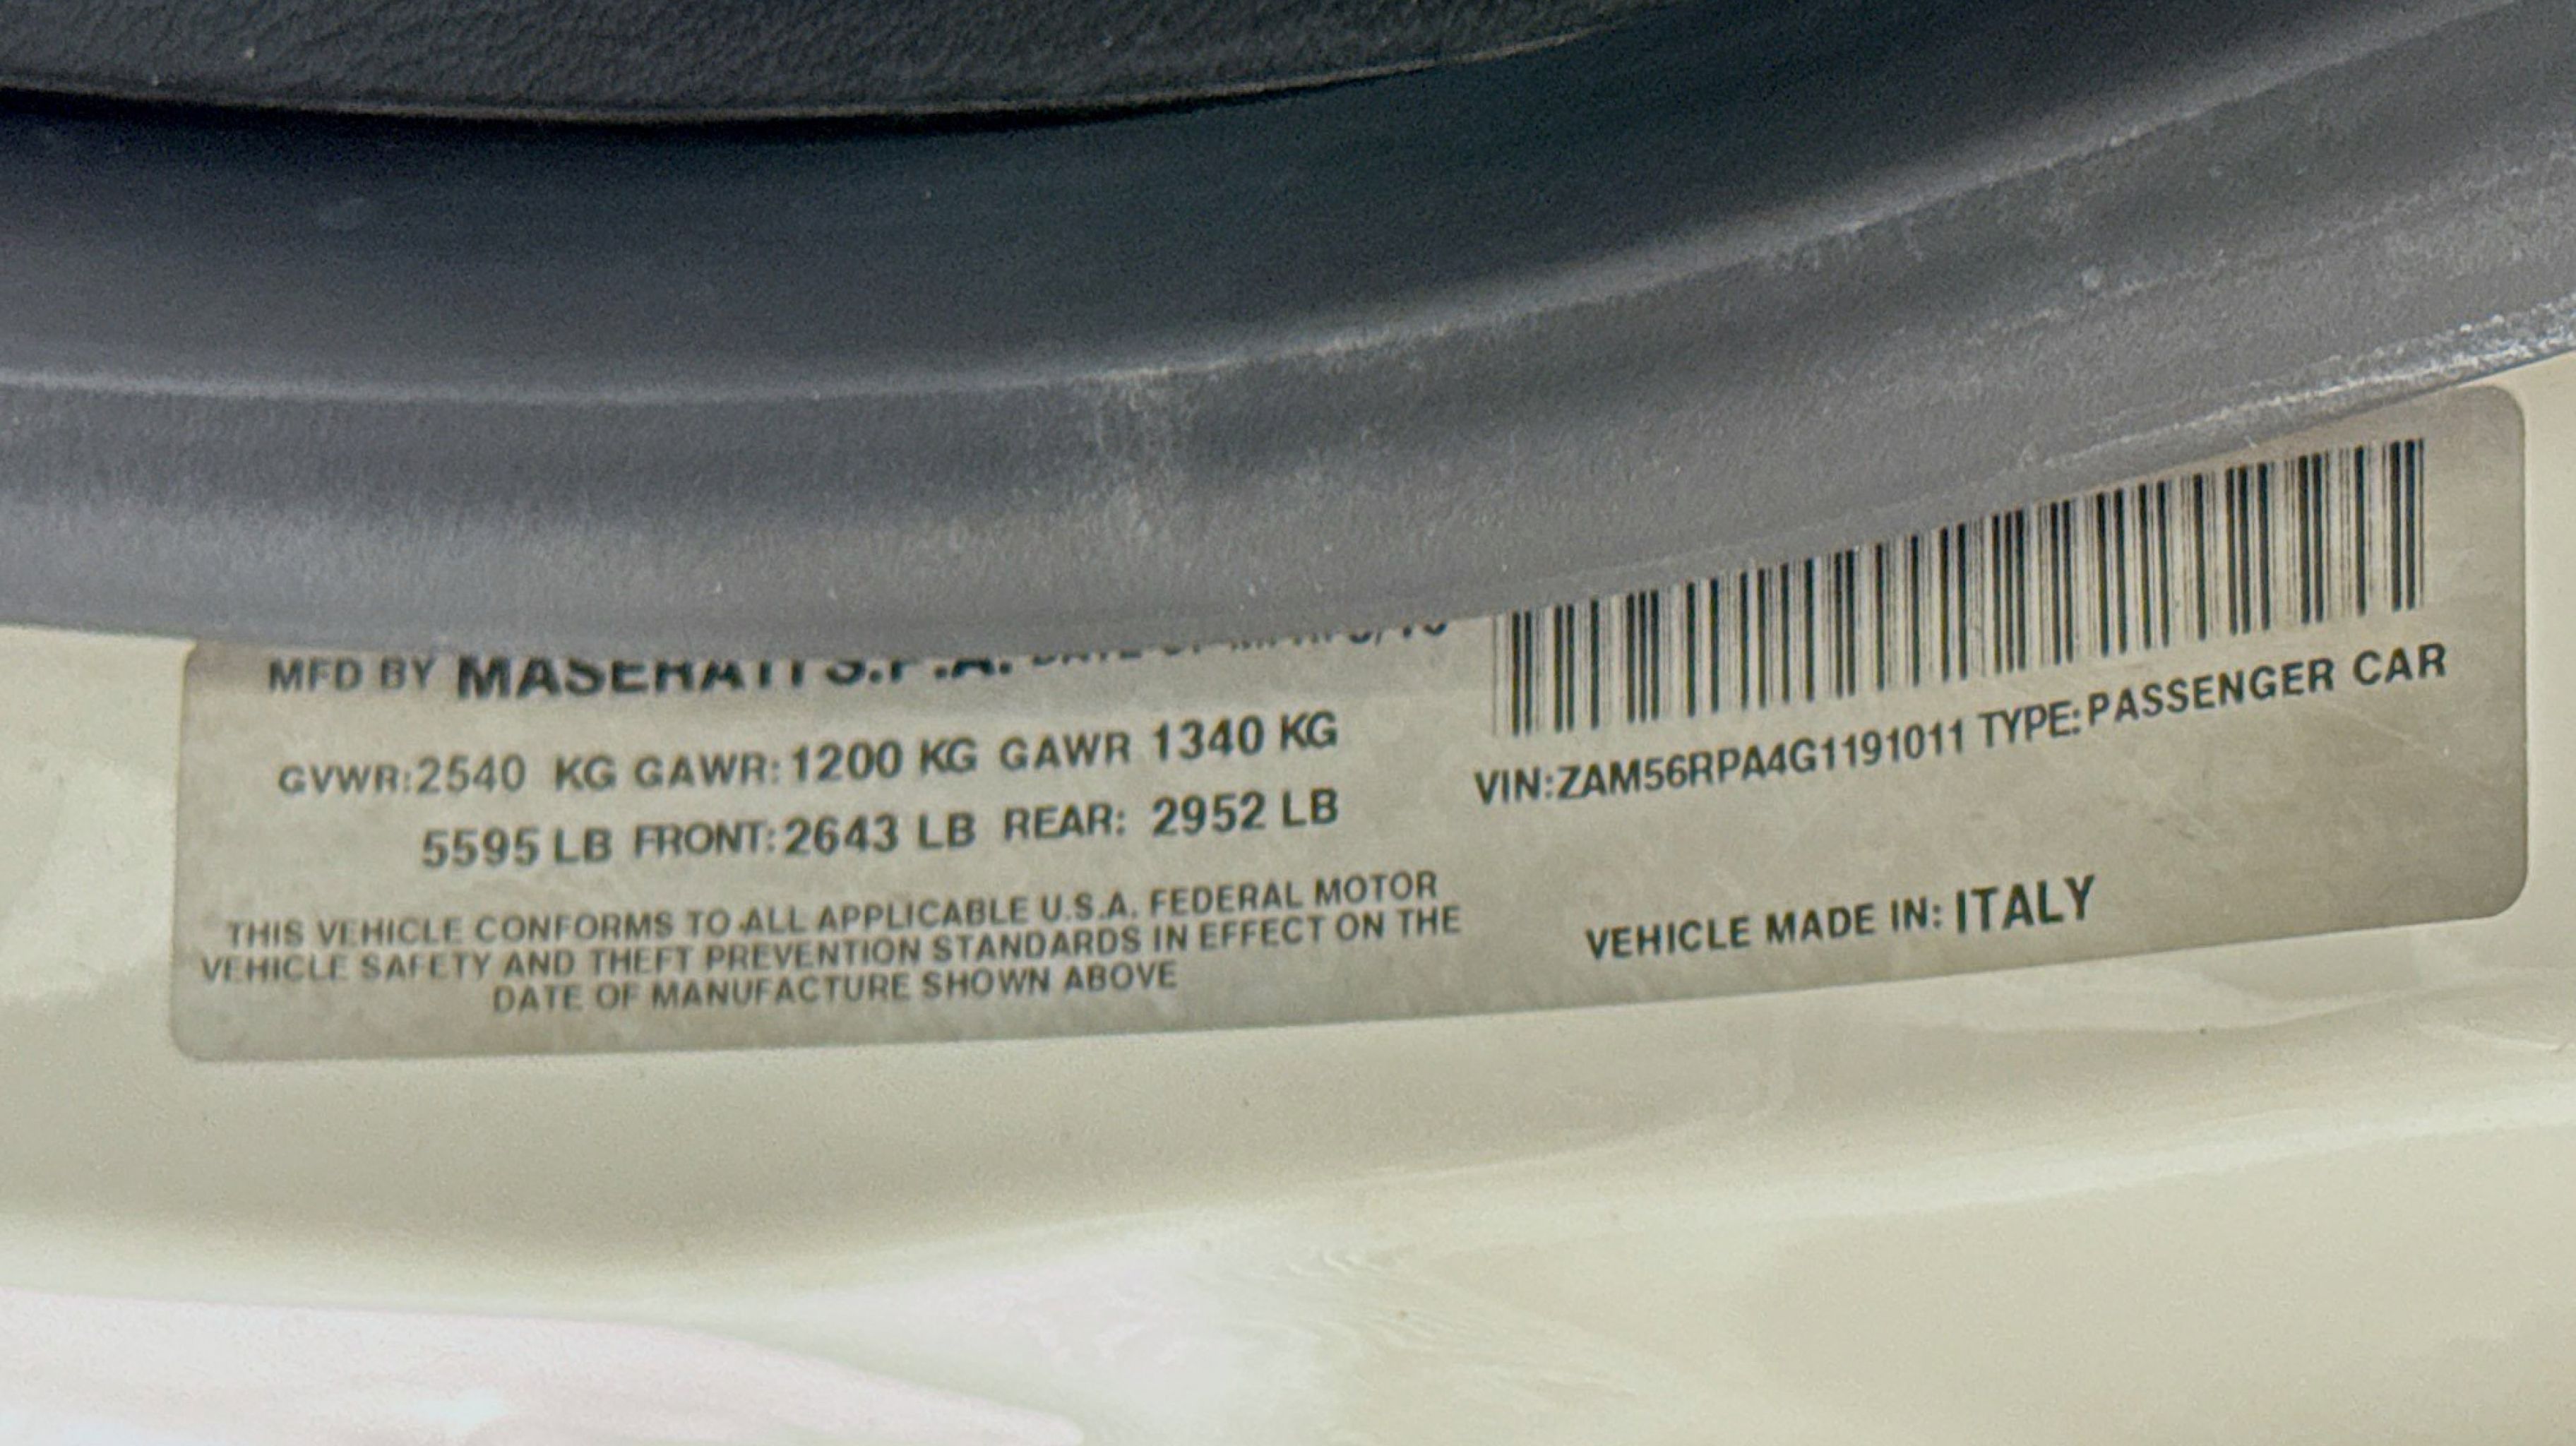 MFD BY MASERATI S.P.A.
GVWR:2540 KG GAWR:1200 KG GAWR 1340 KG
5595 LB FRONT:2643 LB REAR: 2952 LB
THIS VEHICLE CONFORMS TO ALL APPLICABLE U.S.A. FEDERAL MOTOR
VEHICLE SAFETY AND THEFT PREVENTION STANDARDS IN EFFECT ON THE
DATE OF MANUFACTURE SHOWN ABOVE
VIN:ZAM56RPA4G1191011 TYPE:PASSENGER CAR
VEHICLE MADE IN: ITALY